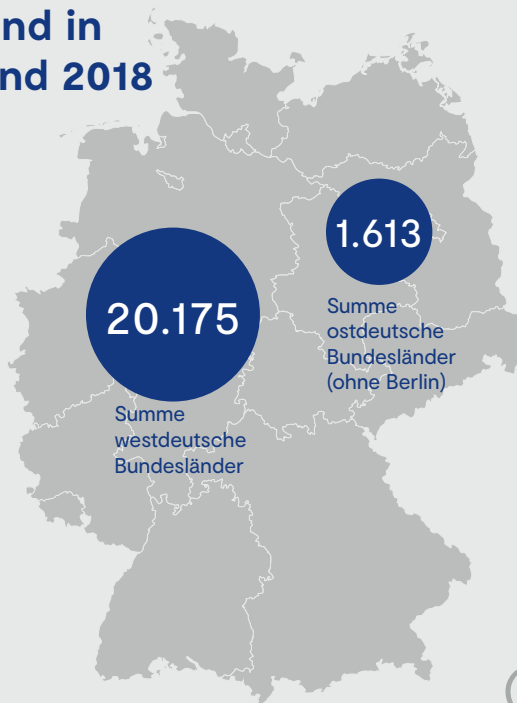 nd in
nd 2018
1.613
20.175
Summe
ostdeutsche
Bundesländer
(ohne Berlin)
Summe
westdeutsche
Bundesländer